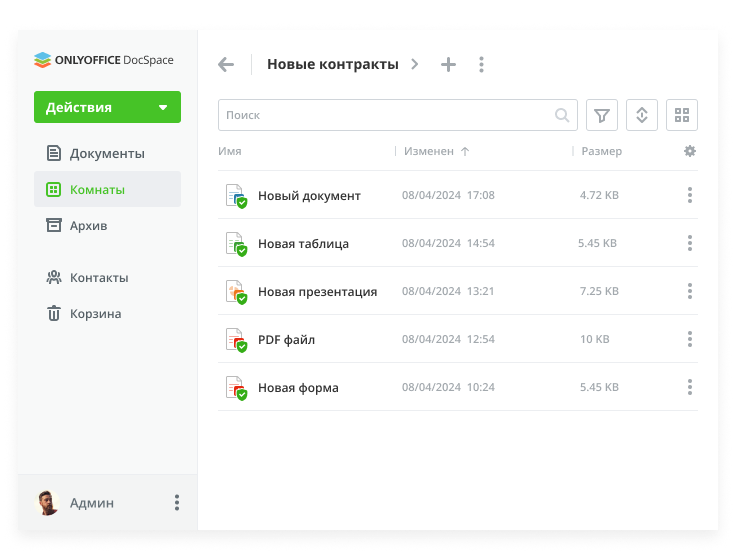 ONLYOFFICE DocSpace
Действия
Документы
Комнаты
Архив
Контакты
Корзина
Админ
Новые контракты
Поиск
Имя Изменен Размер
Новый документ 08/04/2024 17:08 4.72 KB
Новая таблица 08/04/2024 14:54 5.45 KB
Новая презентация 08/04/2024 13:21 7.25 KB
PDF файл 08/04/2024 12:54 10 KB
Новая форма 08/04/2024 10:24 5.45 KB